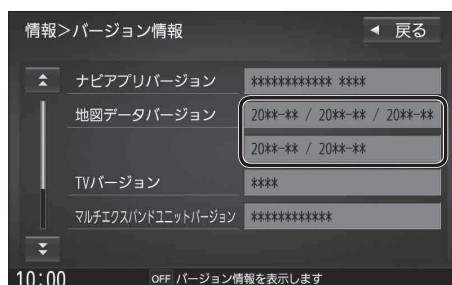 情報>バージョン情報
戻る
ナビアプリバージョン ************ ****
地図データバージョン 20**-** / 20**-** / 20**-**
20**-** / 20**-**
TVバージョン ****
マルチエクスパンドユニットバージョン ************
10:00 OFF バージョン情報を表示します